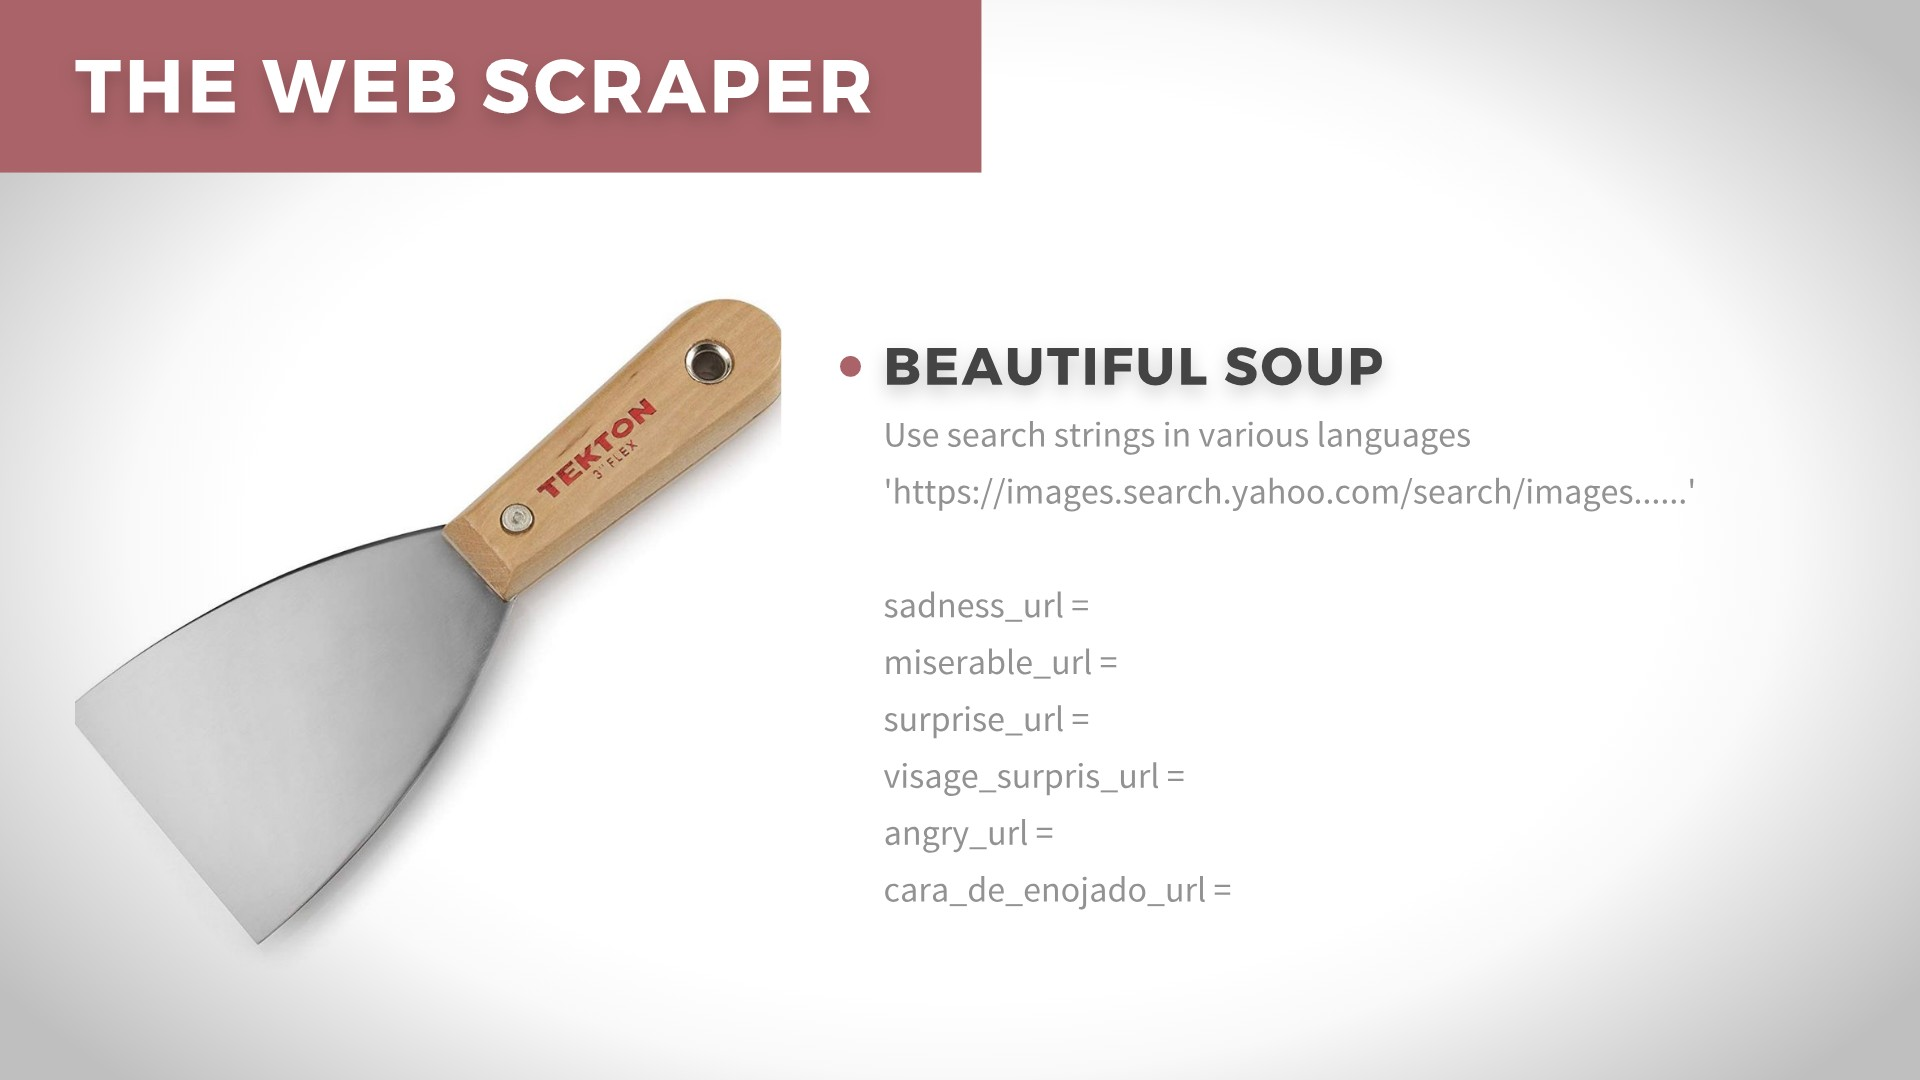 THE WEB SCRAPER
TEKTON
3" FLEX
BEAUTIFUL SOUP
Use search strings in various languages
'https://images.search.yahoo.com/search/images......'
sadness_url =
miserable_url =
surprise_url =
visage_surpris_url =
angry_url =
cara_de_enojado_url =